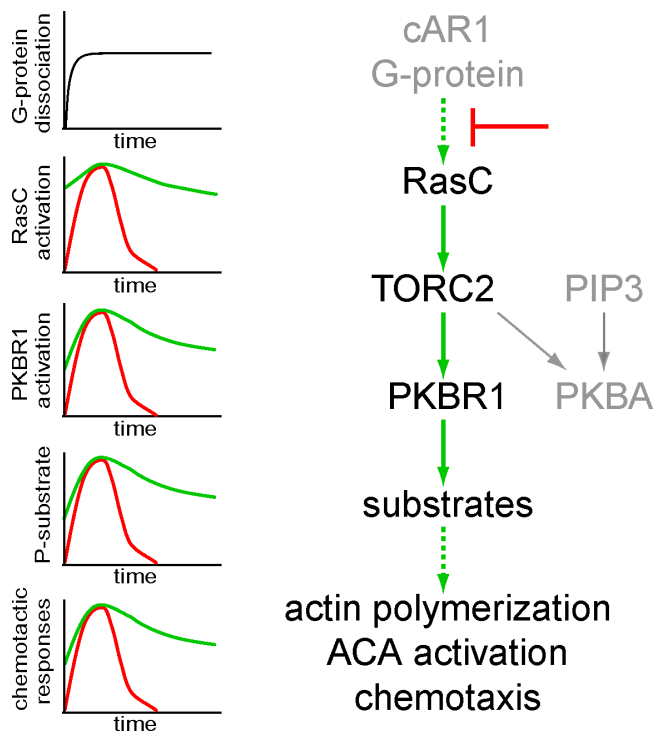 G-protein
dissociation
time
RasC
activation
time
PKBR1
activation
time
P-substrate
time
chemotactic
responses
time
cAR1
G-protein
RasC
TORC2
PIP3
PKBR1
PKBA
substrates
actin polymerization
ACA activation
chemotaxis